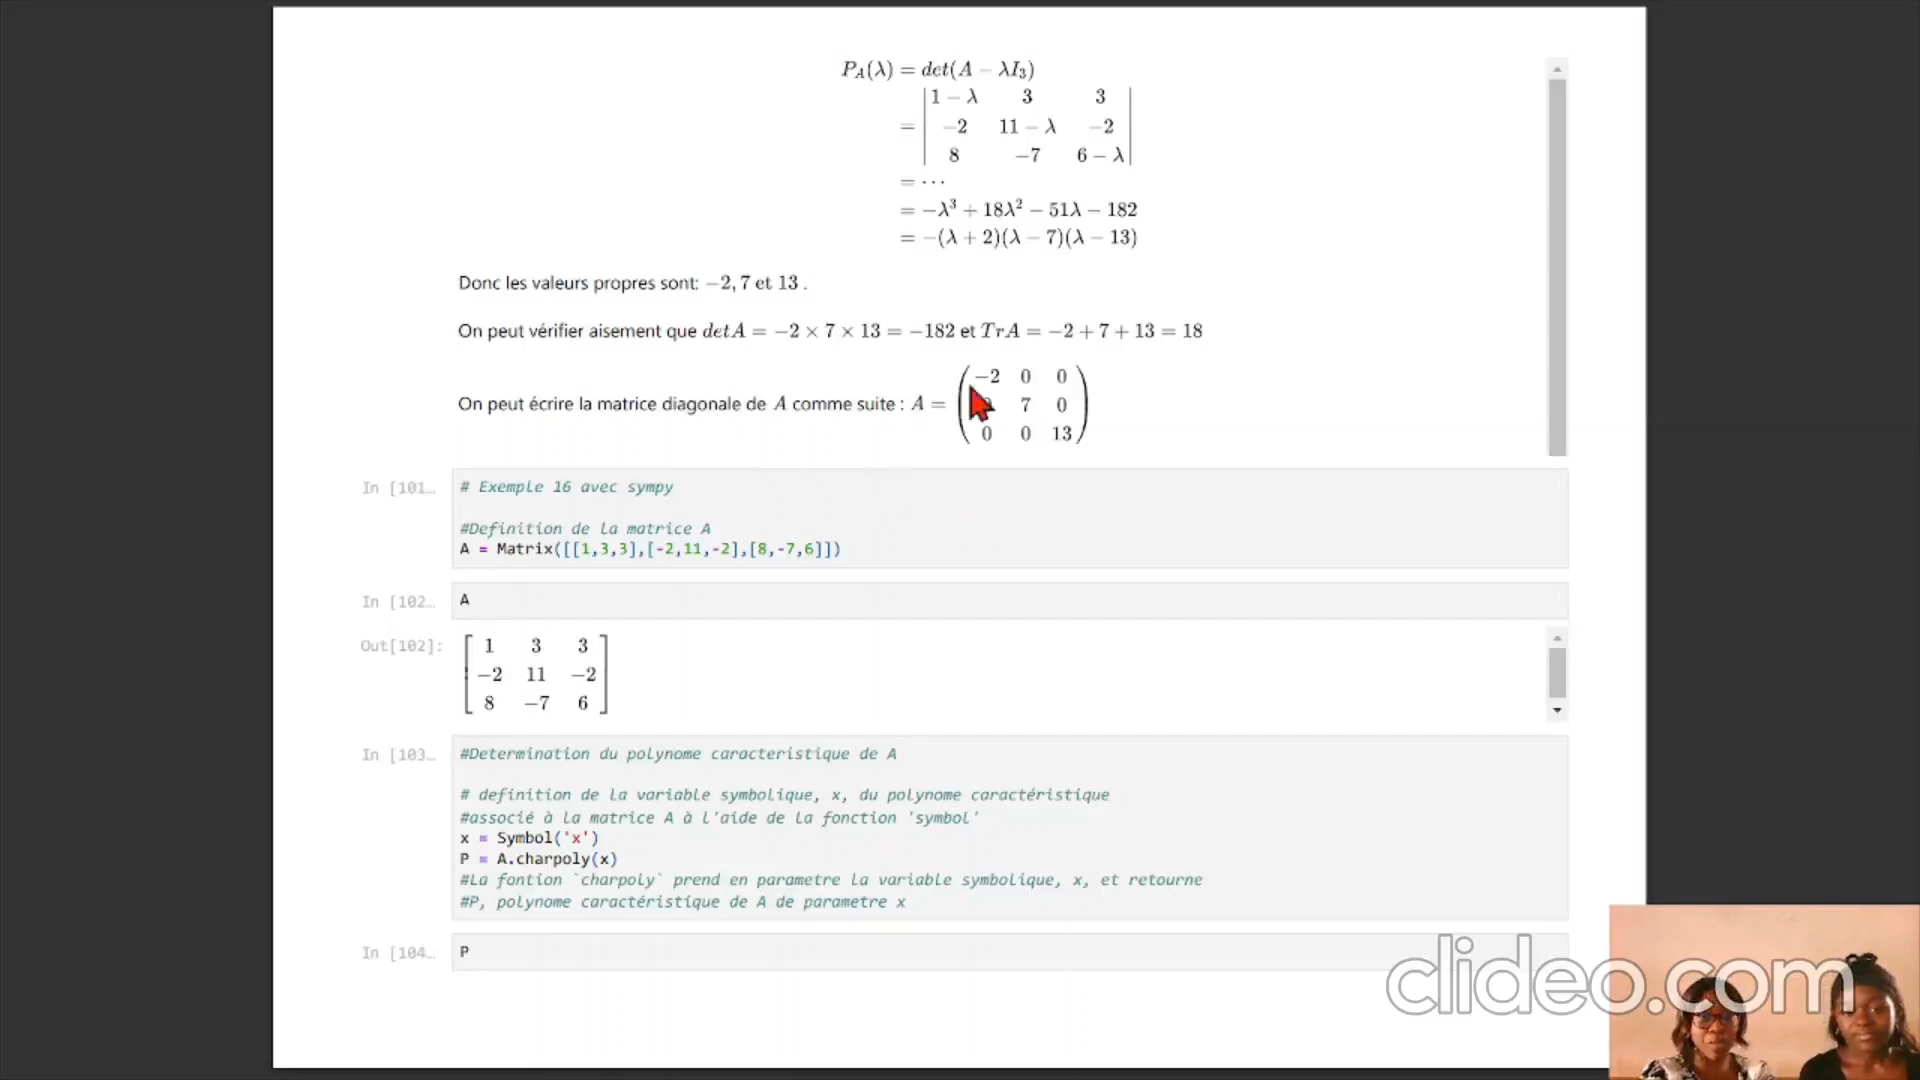 P_A(λ) = det(A − λI_3)
= | 1 − λ 3 3 |
| −2 11 − λ −2 |
| 8 −7 6 − λ |
= ⋯
= −λ³ + 18λ² − 51λ − 182
= −(λ + 2)(λ − 7)(λ − 13)
Donc les valeurs propres sont: −2, 7 et 13 .
On peut vérifier aisement que detA = −2 × 7 × 13 = −182 et TrA = −2 + 7 + 13 = 18
−2 0 0
On peut écrire la matrice diagonale de A comme suite : A = 7 0
0 0 13
In [101… # Exemple 16 avec sympy
#Definition de la matrice A
A = Matrix([[1,3,3],[-2,11,-2],[8,-7,6]])
In [102… A
Out[102]: 1 3 3
−2 11 −2
8 −7 6
In [103… #Determination du polynome caracteristique de A
# definition de la variable symbolique, x, du polynome caractéristique
#associé à la matrice A à l'aide de la fonction 'symbol'
x = Symbol('x')
P = A.charpoly(x)
#La fontion `charpoly` prend en parametre la variable symbolique, x, et retourne
#P, polynome caractéristique de A de parametre x
In [104… P
clideo.com